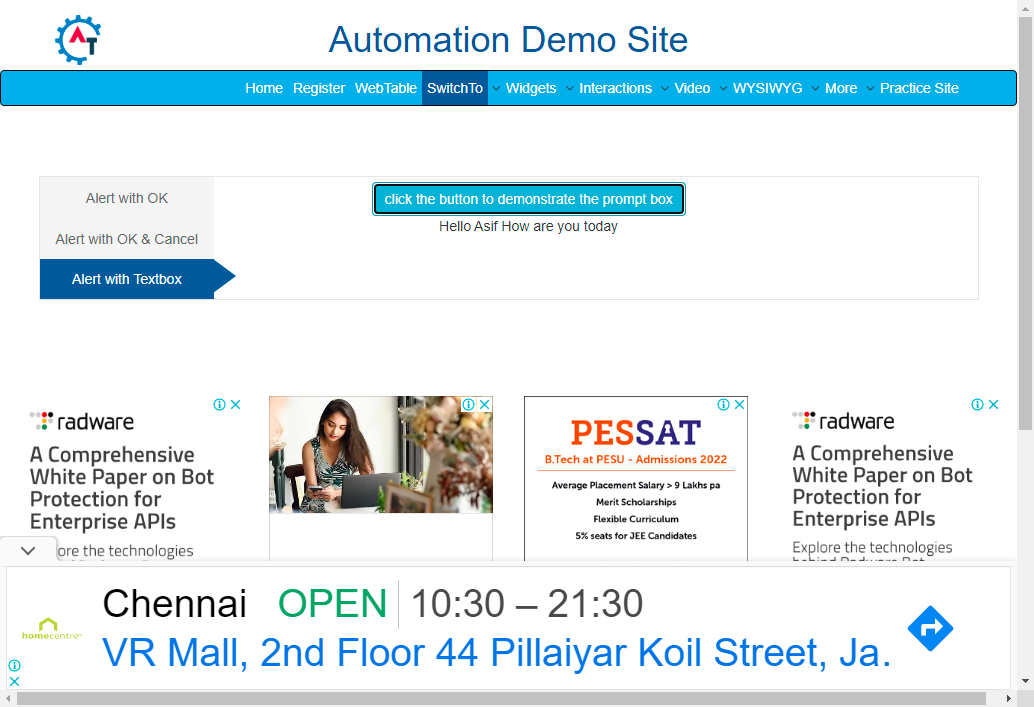 Automation Demo Site
Home Register WebTable SwitchTo Widgets Interactions Video WYSIWYG More Practice Site
Alert with OK
Alert with OK & Cancel
Alert with Textbox
click the button to demonstrate the prompt box
Hello Asif How are you today
radware
A Comprehensive
White Paper on Bot
Protection for
Enterprise APIs
ore the technologies
PESSAT
B.Tech at PESU - Admissions 2022
Average Placement Salary > 9 Lakhs pa
Merit Scholarships
Flexible Curriculum
5% seats for JEE Candidates
radware
A Comprehensive
White Paper on Bot
Protection for
Enterprise APIs
Explore the technologies
behind Radware Bot
homecentre
Chennai OPEN 10:30 – 21:30
VR Mall, 2nd Floor 44 Pillaiyar Koil Street, Ja.